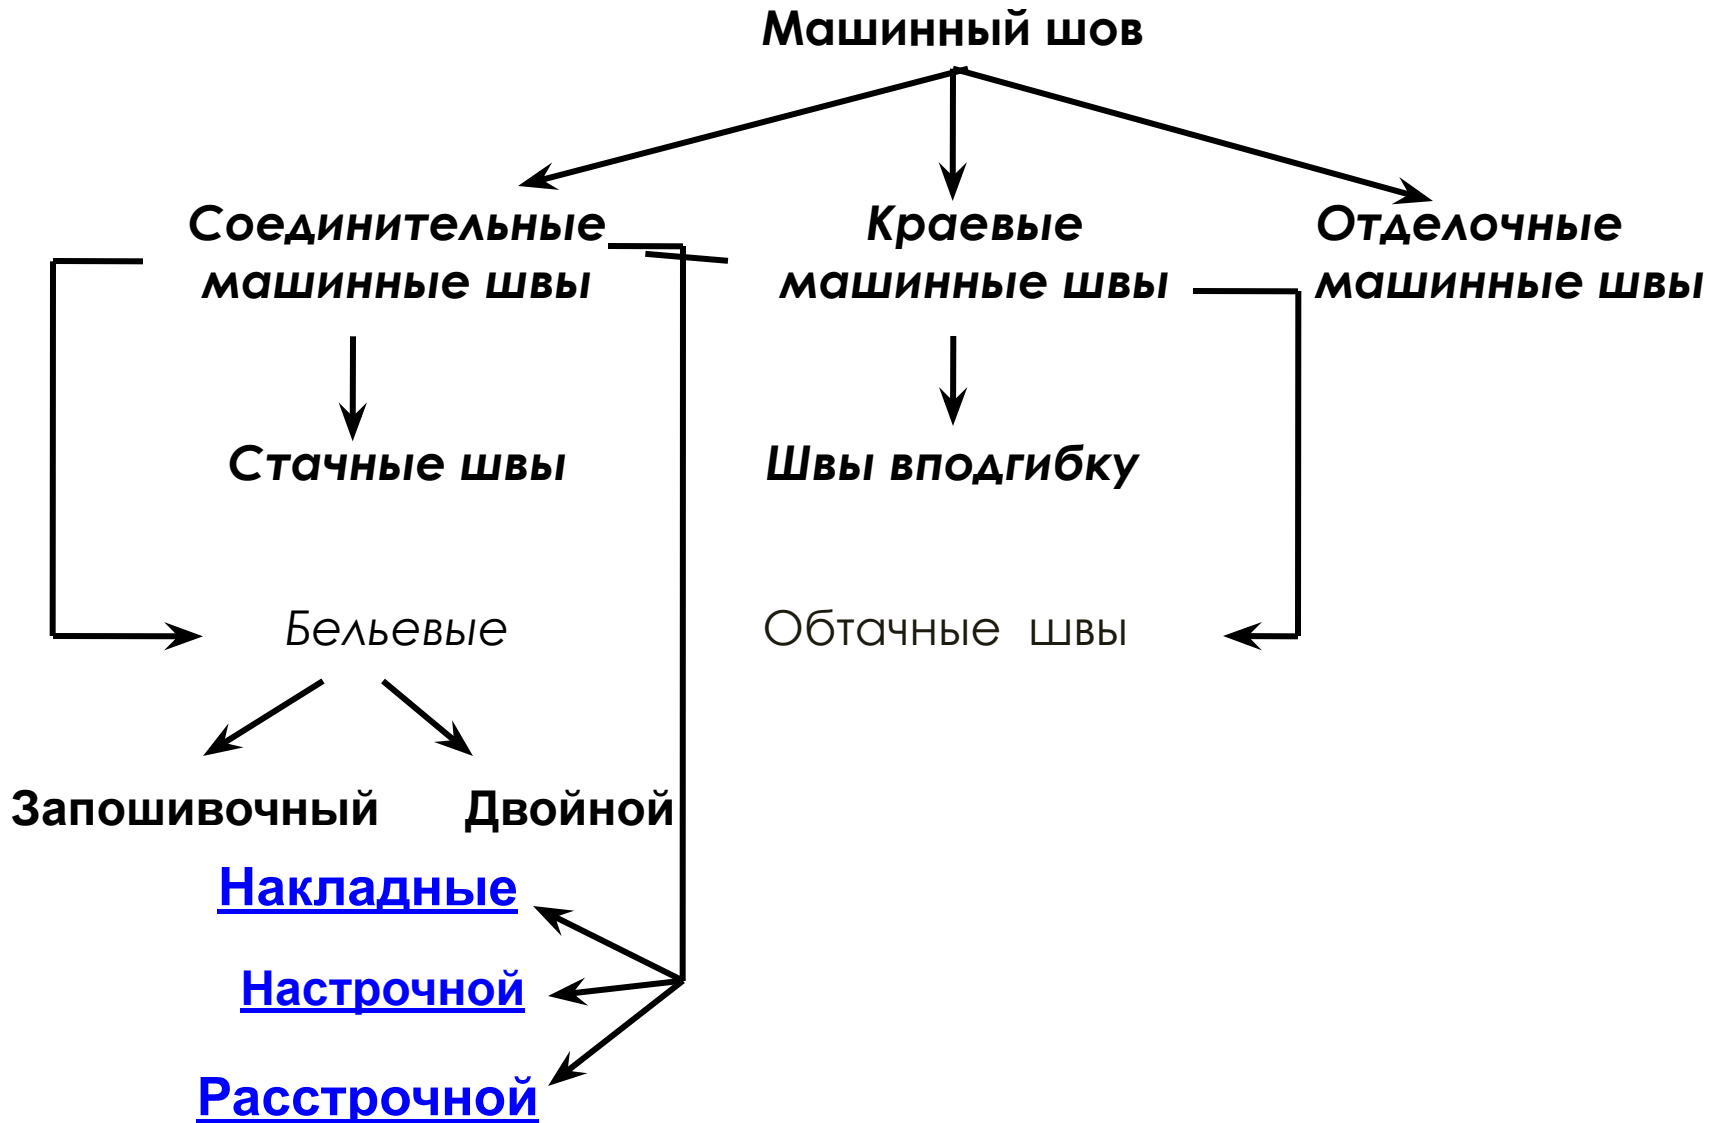 Машинный шов
Соединительные
машинные швы
Краевые
машинные швы
Отделочные
машинные швы
Стачные швы
Швы вподгибку
Бельевые
Обтачные швы
Запошивочный
Двойной
Накладные
Настрочной
Расстрочной